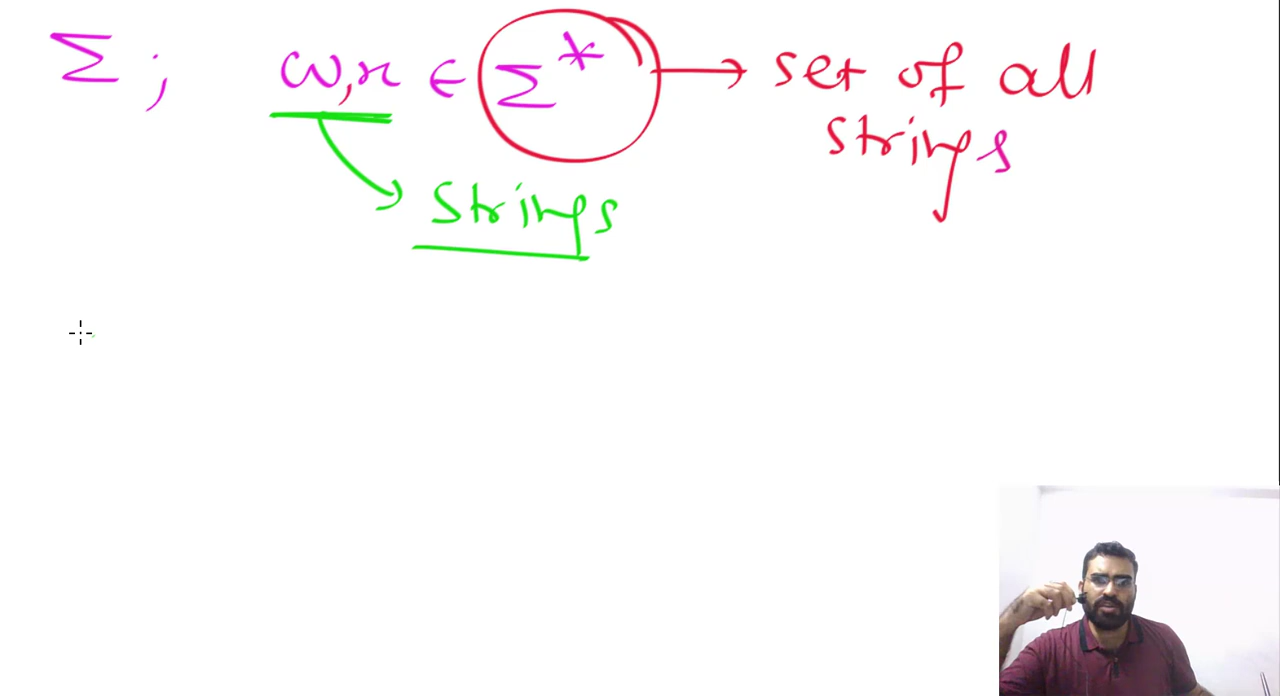 Σ; ω,x ∈ Σ* → set of all
strings
strings